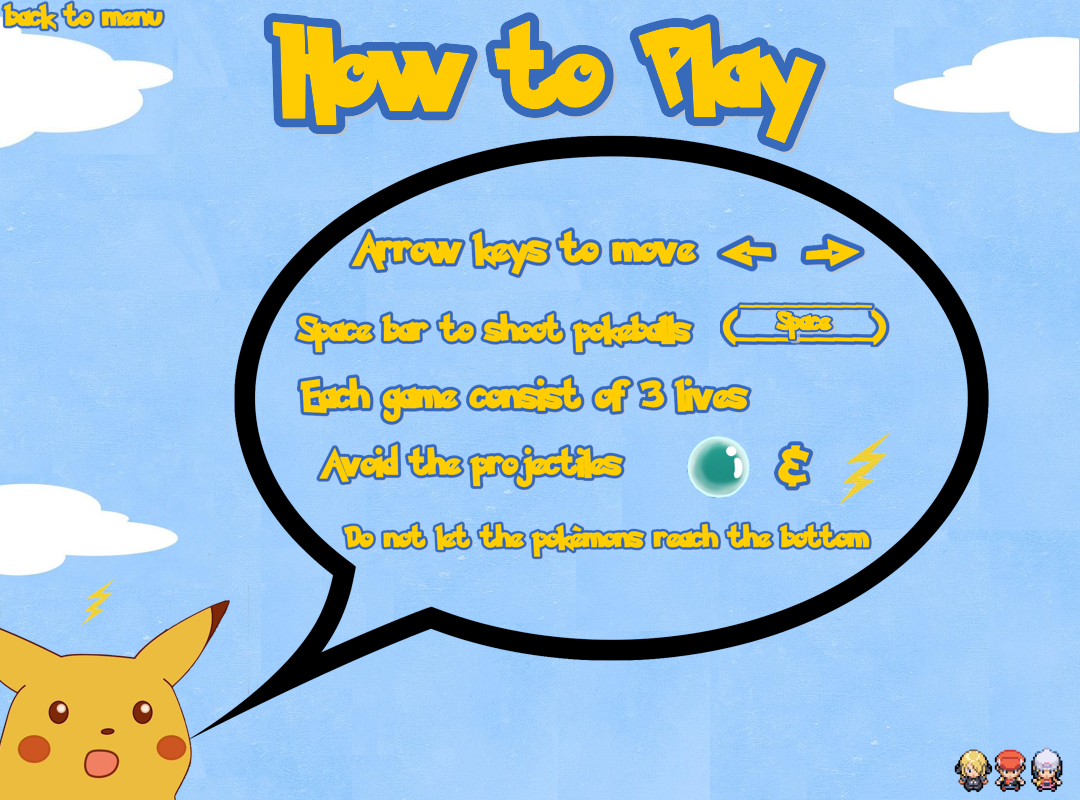 back to menu
How to Play
Arrow keys to move
Space bar to shoot pokeballs Space
Each game consist of 3 lives
Avoid the projectiles &
Do not let the pokèmons reach the bottom